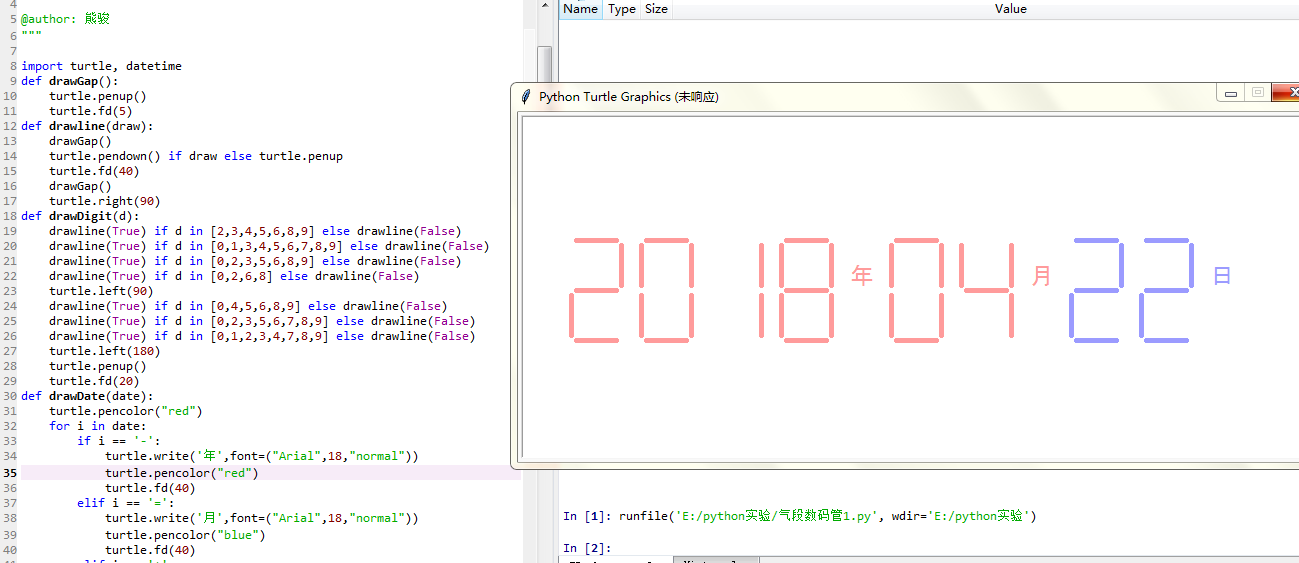 4
5 @author: 熊骏
6 """
7
8 import turtle, datetime
9 def drawGap():
10 turtle.penup()
11 turtle.fd(5)
12 def drawline(draw):
13 drawGap()
14 turtle.pendown() if draw else turtle.penup
15 turtle.fd(40)
16 drawGap()
17 turtle.right(90)
18 def drawDigit(d):
19 drawline(True) if d in [2,3,4,5,6,8,9] else drawline(False)
20 drawline(True) if d in [0,1,3,4,5,6,7,8,9] else drawline(False)
21 drawline(True) if d in [0,2,3,5,6,8,9] else drawline(False)
22 drawline(True) if d in [0,2,6,8] else drawline(False)
23 turtle.left(90)
24 drawline(True) if d in [0,4,5,6,8,9] else drawline(False)
25 drawline(True) if d in [0,2,3,5,6,7,8,9] else drawline(False)
26 drawline(True) if d in [0,1,2,3,4,7,8,9] else drawline(False)
27 turtle.left(180)
28 turtle.penup()
29 turtle.fd(20)
30 def drawDate(date):
31 turtle.pencolor("red")
32 for i in date:
33 if i == '-':
34 turtle.write('年',font=("Arial",18,"normal"))
35 turtle.pencolor("red")
36 turtle.fd(40)
37 elif i == '=':
38 turtle.write('月',font=("Arial",18,"normal"))
39 turtle.pencolor("blue")
40 turtle.fd(40)
Name Type Size Value
Python Turtle Graphics (未响应)
2018年04月22日
In [1]: runfile('E:/python实验/气段数码管1.py', wdir='E:/python实验')
In [2]: